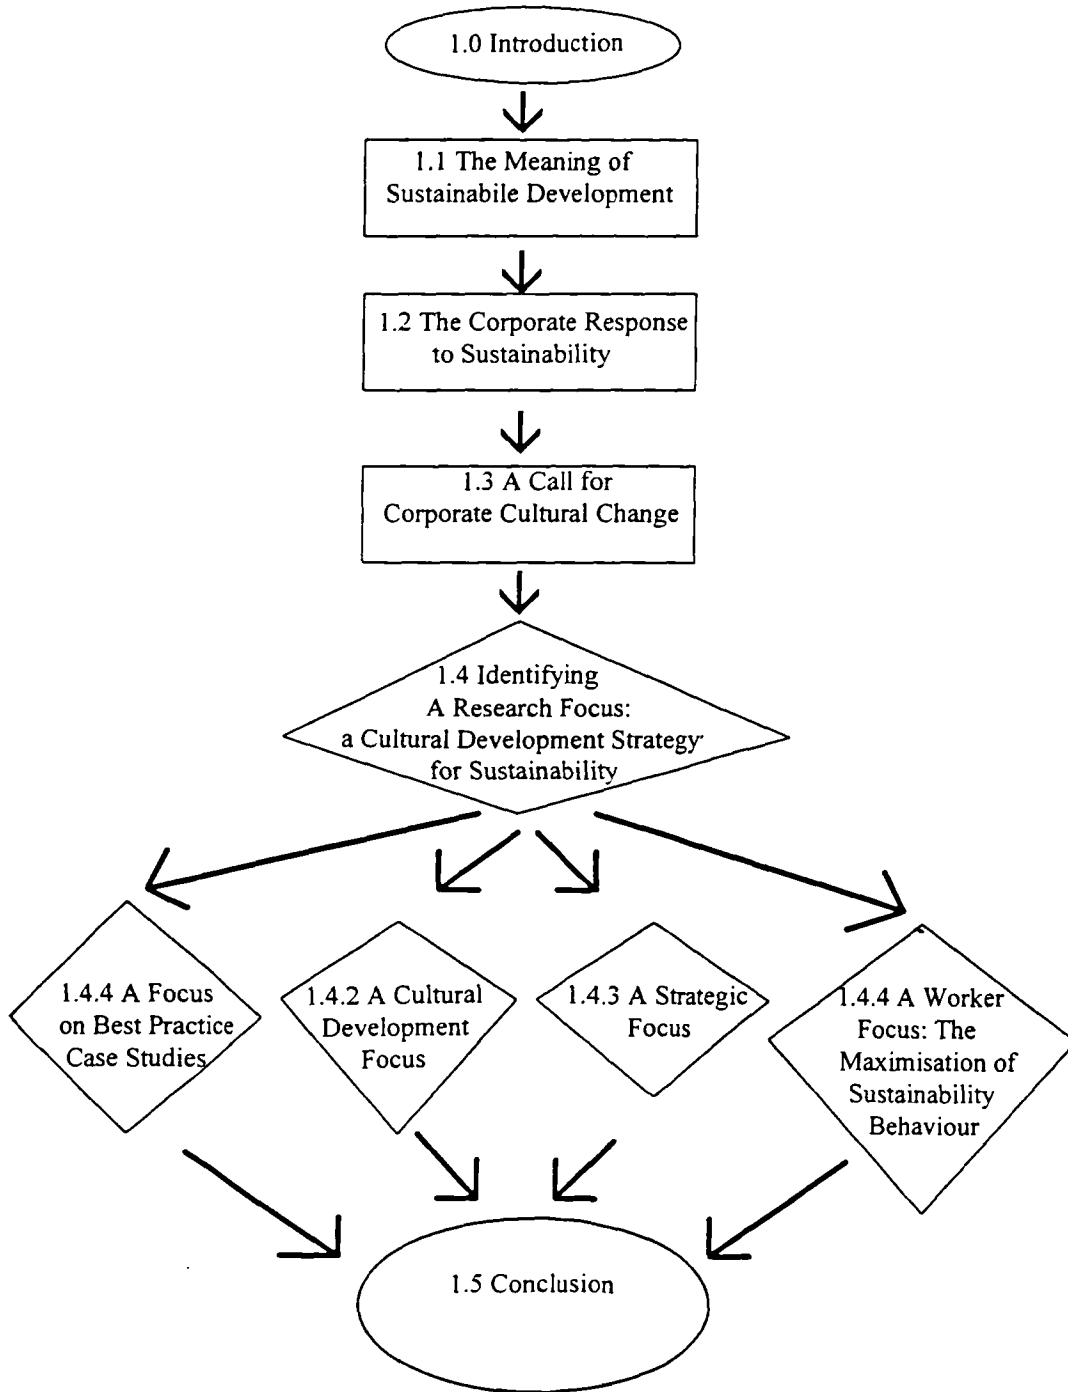 1.0 Introduction
1.1 The Meaning of
Sustainabile Development
1.2 The Corporate Response
to Sustainability
1.3 A Call for
Corporate Cultural Change
1.4 Identifying
A Research Focus:
a Cultural Development Strategy
for Sustainability
1.4.4 A Focus
on Best Practice
Case Studies
1.4.2 A Cultural
Development
Focus
1.4.3 A Strategic
Focus
1.4.4 A Worker
Focus: The
Maximisation of
Sustainability
Behaviour
1.5 Conclusion